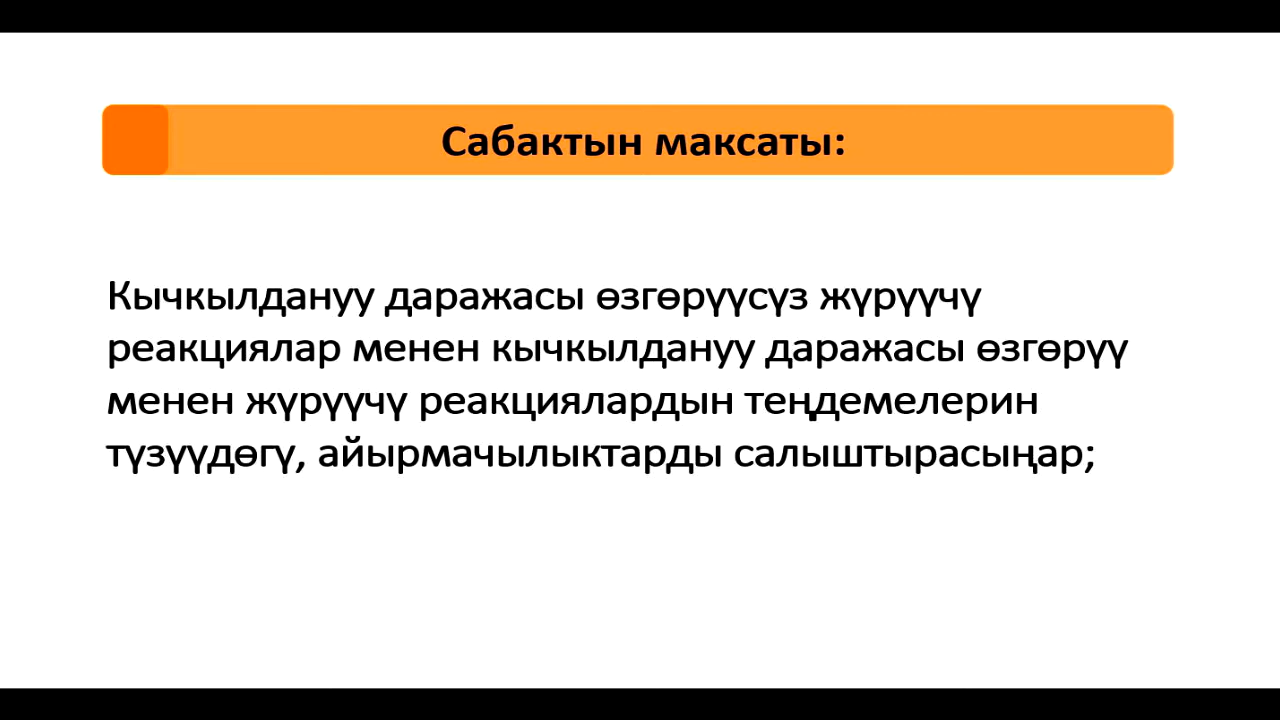 Сабактын максаты:
Кычкылдануу даражасы өзгөрүүсүз жүрүүчү
реакциялар менен кычкылдануу даражасы өзгөрүү
менен жүрүүчү реакциялардын теңдемелерин
түзүүдөгү, айырмачылыктарды салыштырасыңар;